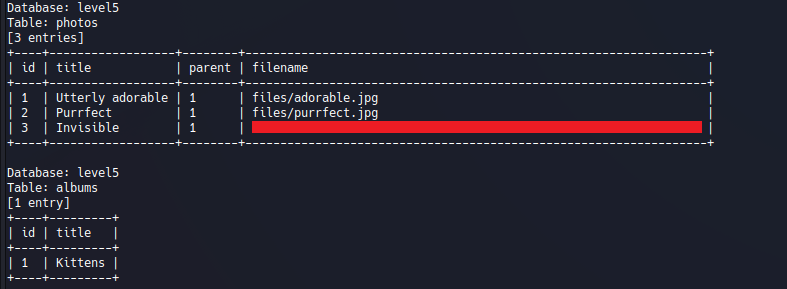 Database: level5
Table: photos
[3 entries]
+----+------------------+--------+----------------------------------------------------------------+
| id | title            | parent | filename                                                       |
+----+------------------+--------+----------------------------------------------------------------+
| 1  | Utterly adorable | 1      | files/adorable.jpg                                             |
| 2  | Purrfect         | 1      | files/purrfect.jpg                                             |
| 3  | Invisible        | 1      |                                                                |
+----+------------------+--------+----------------------------------------------------------------+
Database: level5
Table: albums
[1 entry]
+----+---------+
| id | title   |
+----+---------+
| 1  | Kittens |
+----+---------+